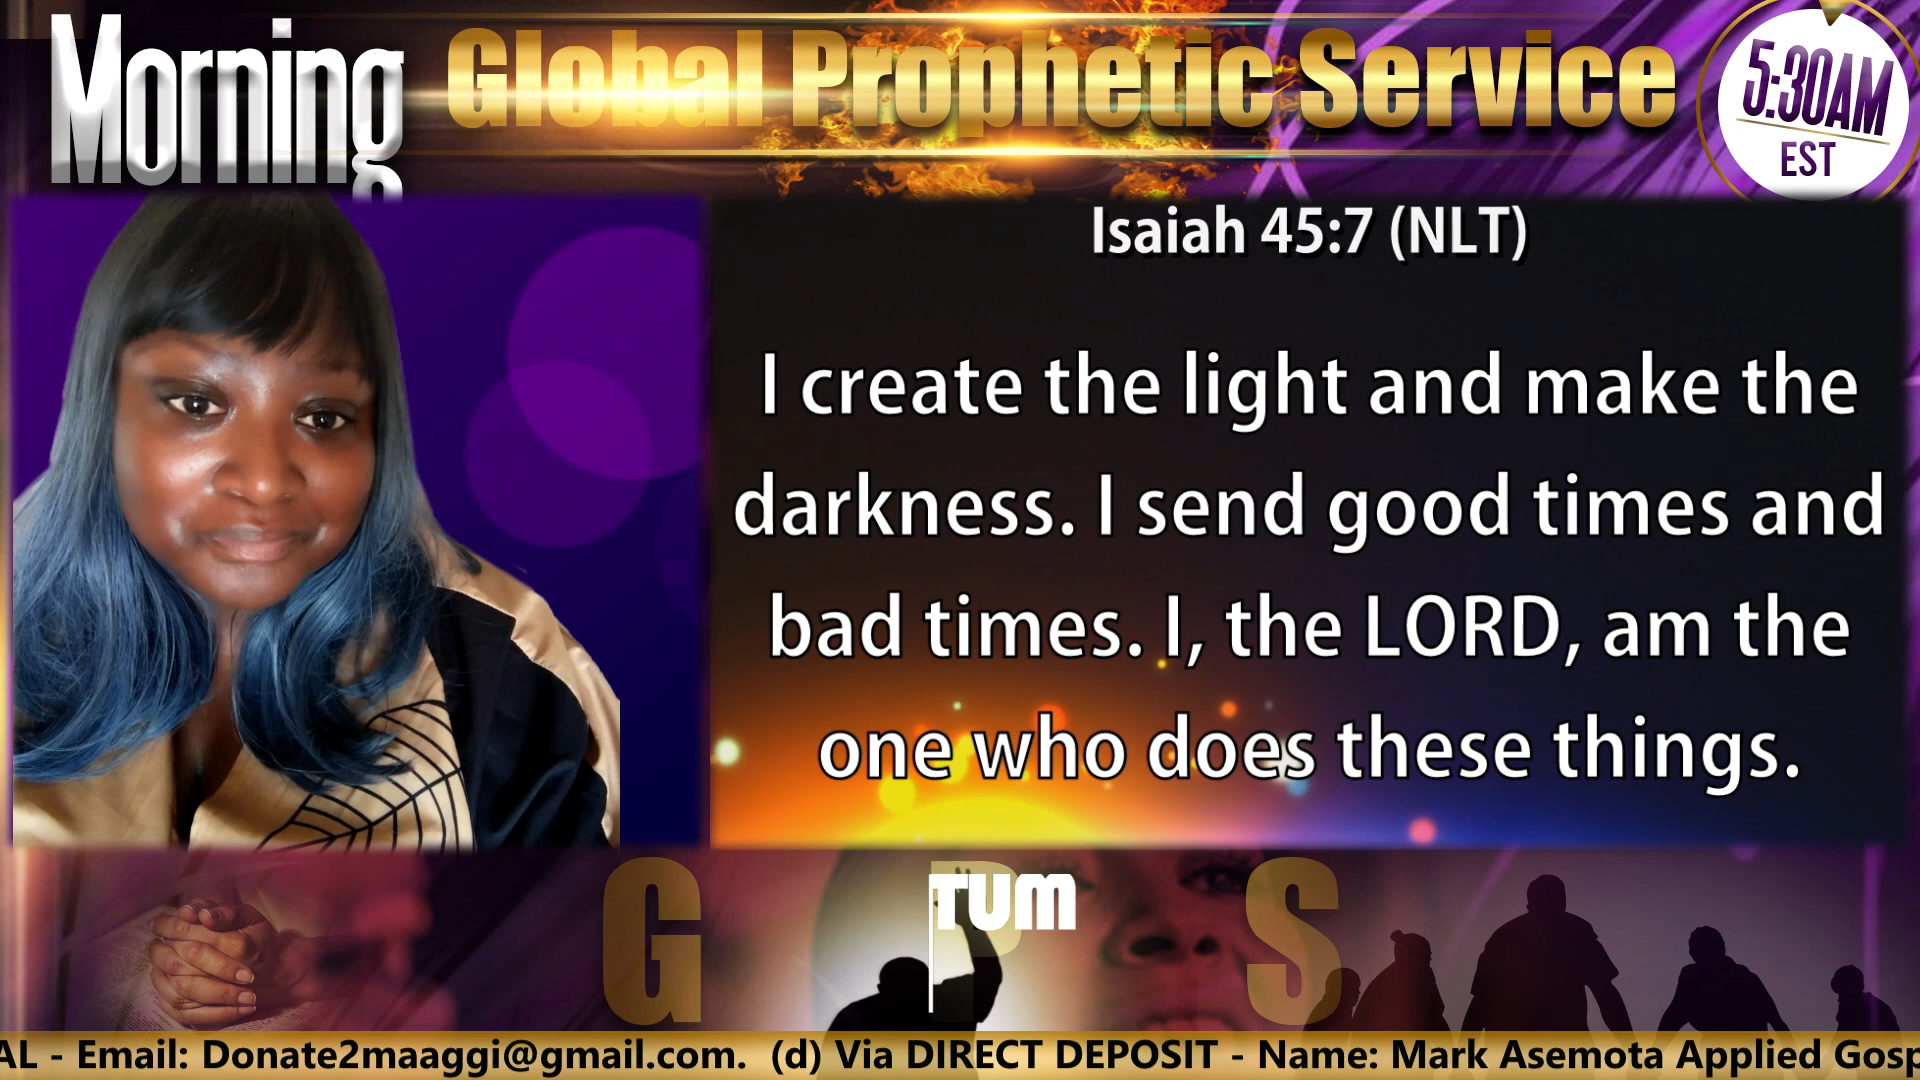 Morning Global Prophetic Service
5:30AM
EST
Isaiah 45:7 (NLT)
I create the light and make the
darkness. I send good times and
bad times. I, the LORD, am the
one who does these things.
G P S
TUM
AL - Email: Donate2maaggi@gmail.com. (d) Via DIRECT DEPOSIT - Name: Mark Asemota Applied Gosp